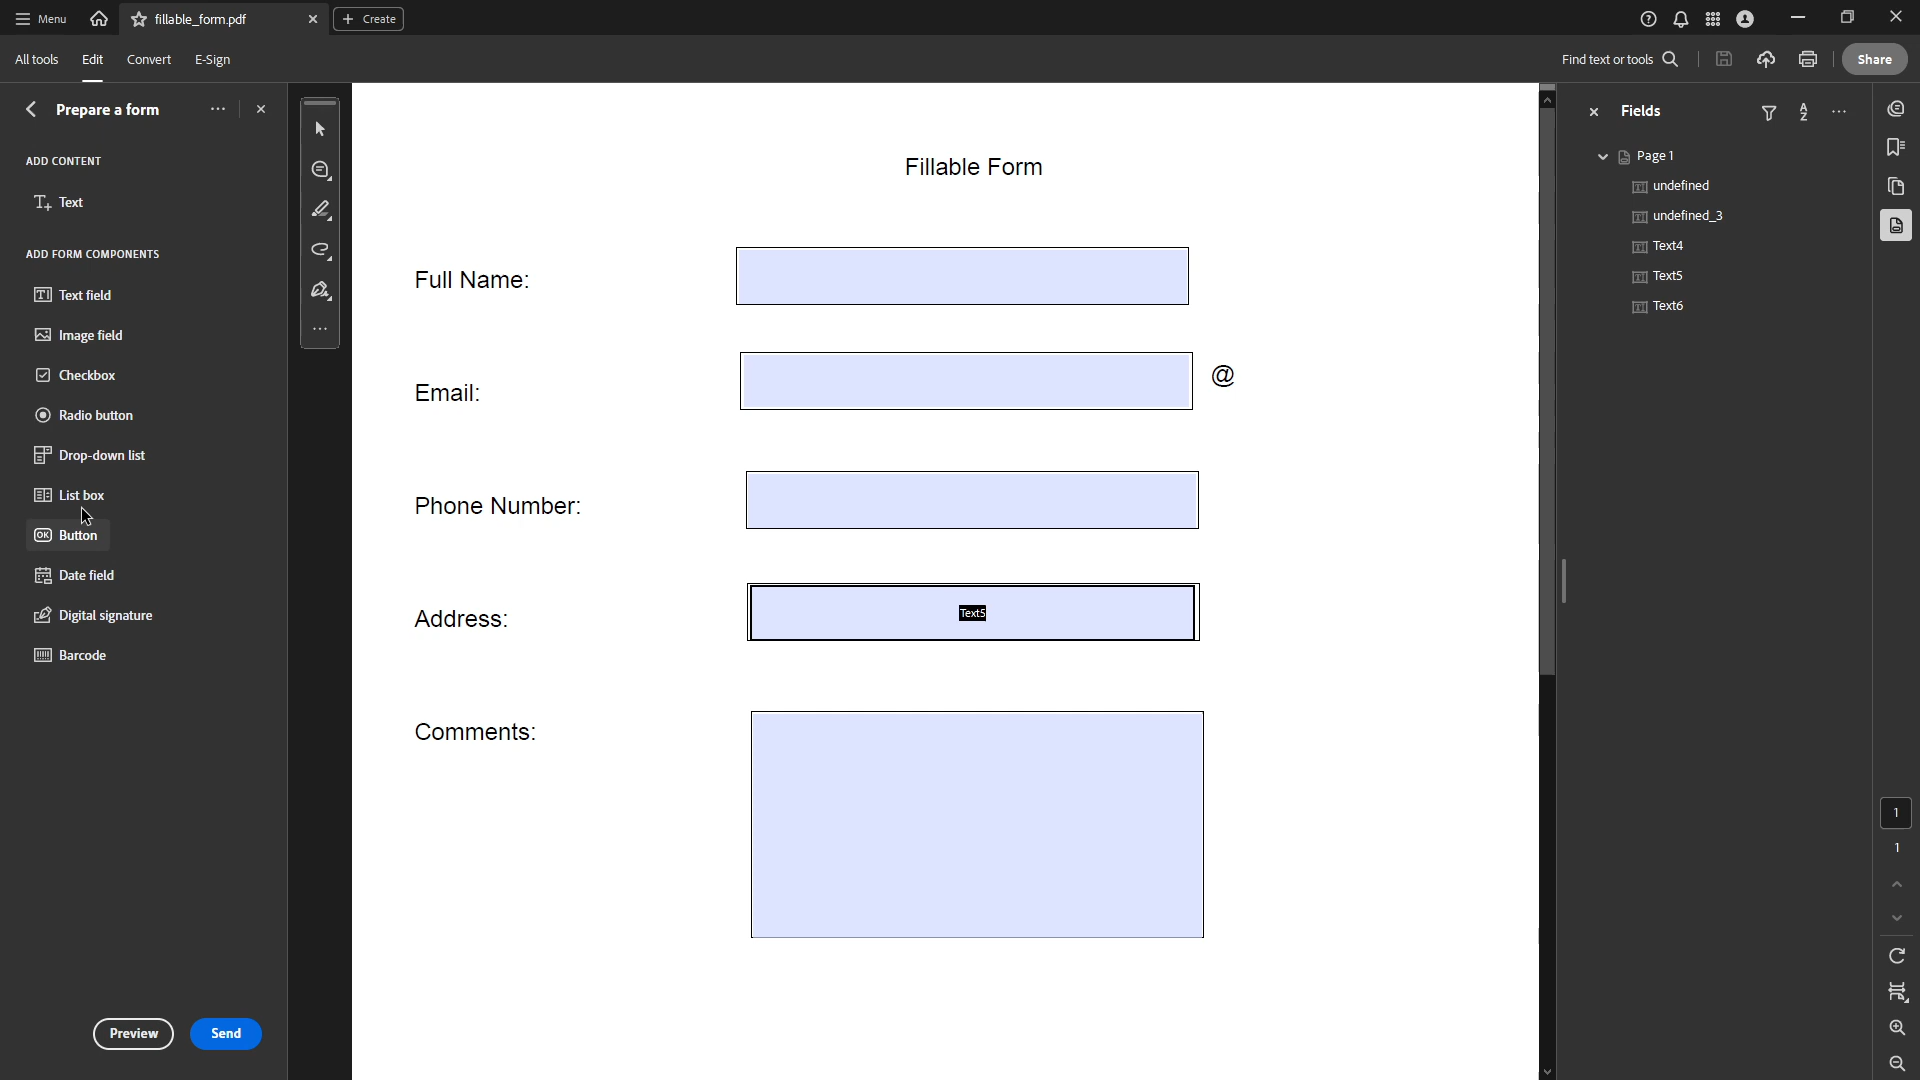 Menu
fillable_form.pdf
Create
All tools
Edit
Convert
E-Sign
Find text or tools
Share
Prepare a form
ADD CONTENT
Text
ADD FORM COMPONENTS
Text field
Image field
Checkbox
Radio button
Drop-down list
List box
OK Button
Date field
Digital signature
Barcode
Preview
Send
Fillable Form
Full Name:
Email:
@
Phone Number:
Address:
Text5
Comments:
Fields
A
Z
Page 1
undefined
undefined_3
Text4
Text5
Text6
1
1